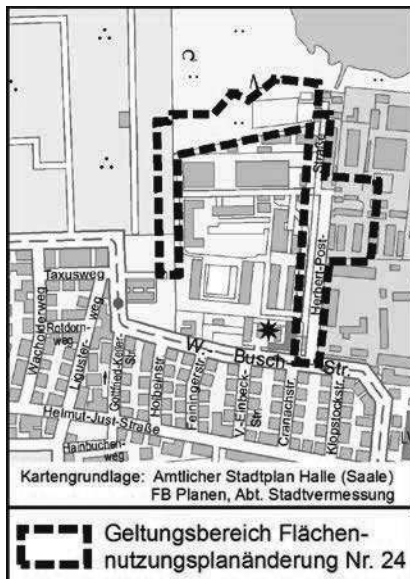 Herbert-Post-
Straße
Taxusweg
Wacholderweg
Rotdorn-
weg
Liguster-
weg
Gottfried-Keller-
Str.
Holbeinstr.
Feiningerstr.
W.
Busch
Str.
V.-Einbeck-
Str.
Cranachstr.
Klopstockstr.
Helmut-Just-Straße
Hainbuchen-
weg
Kartengrundlage: Amtlicher Stadtplan Halle (Saale)
FB Planen, Abt. Stadtvermessung
Geltungsbereich Flächen-
nutzungsplanänderung Nr. 24